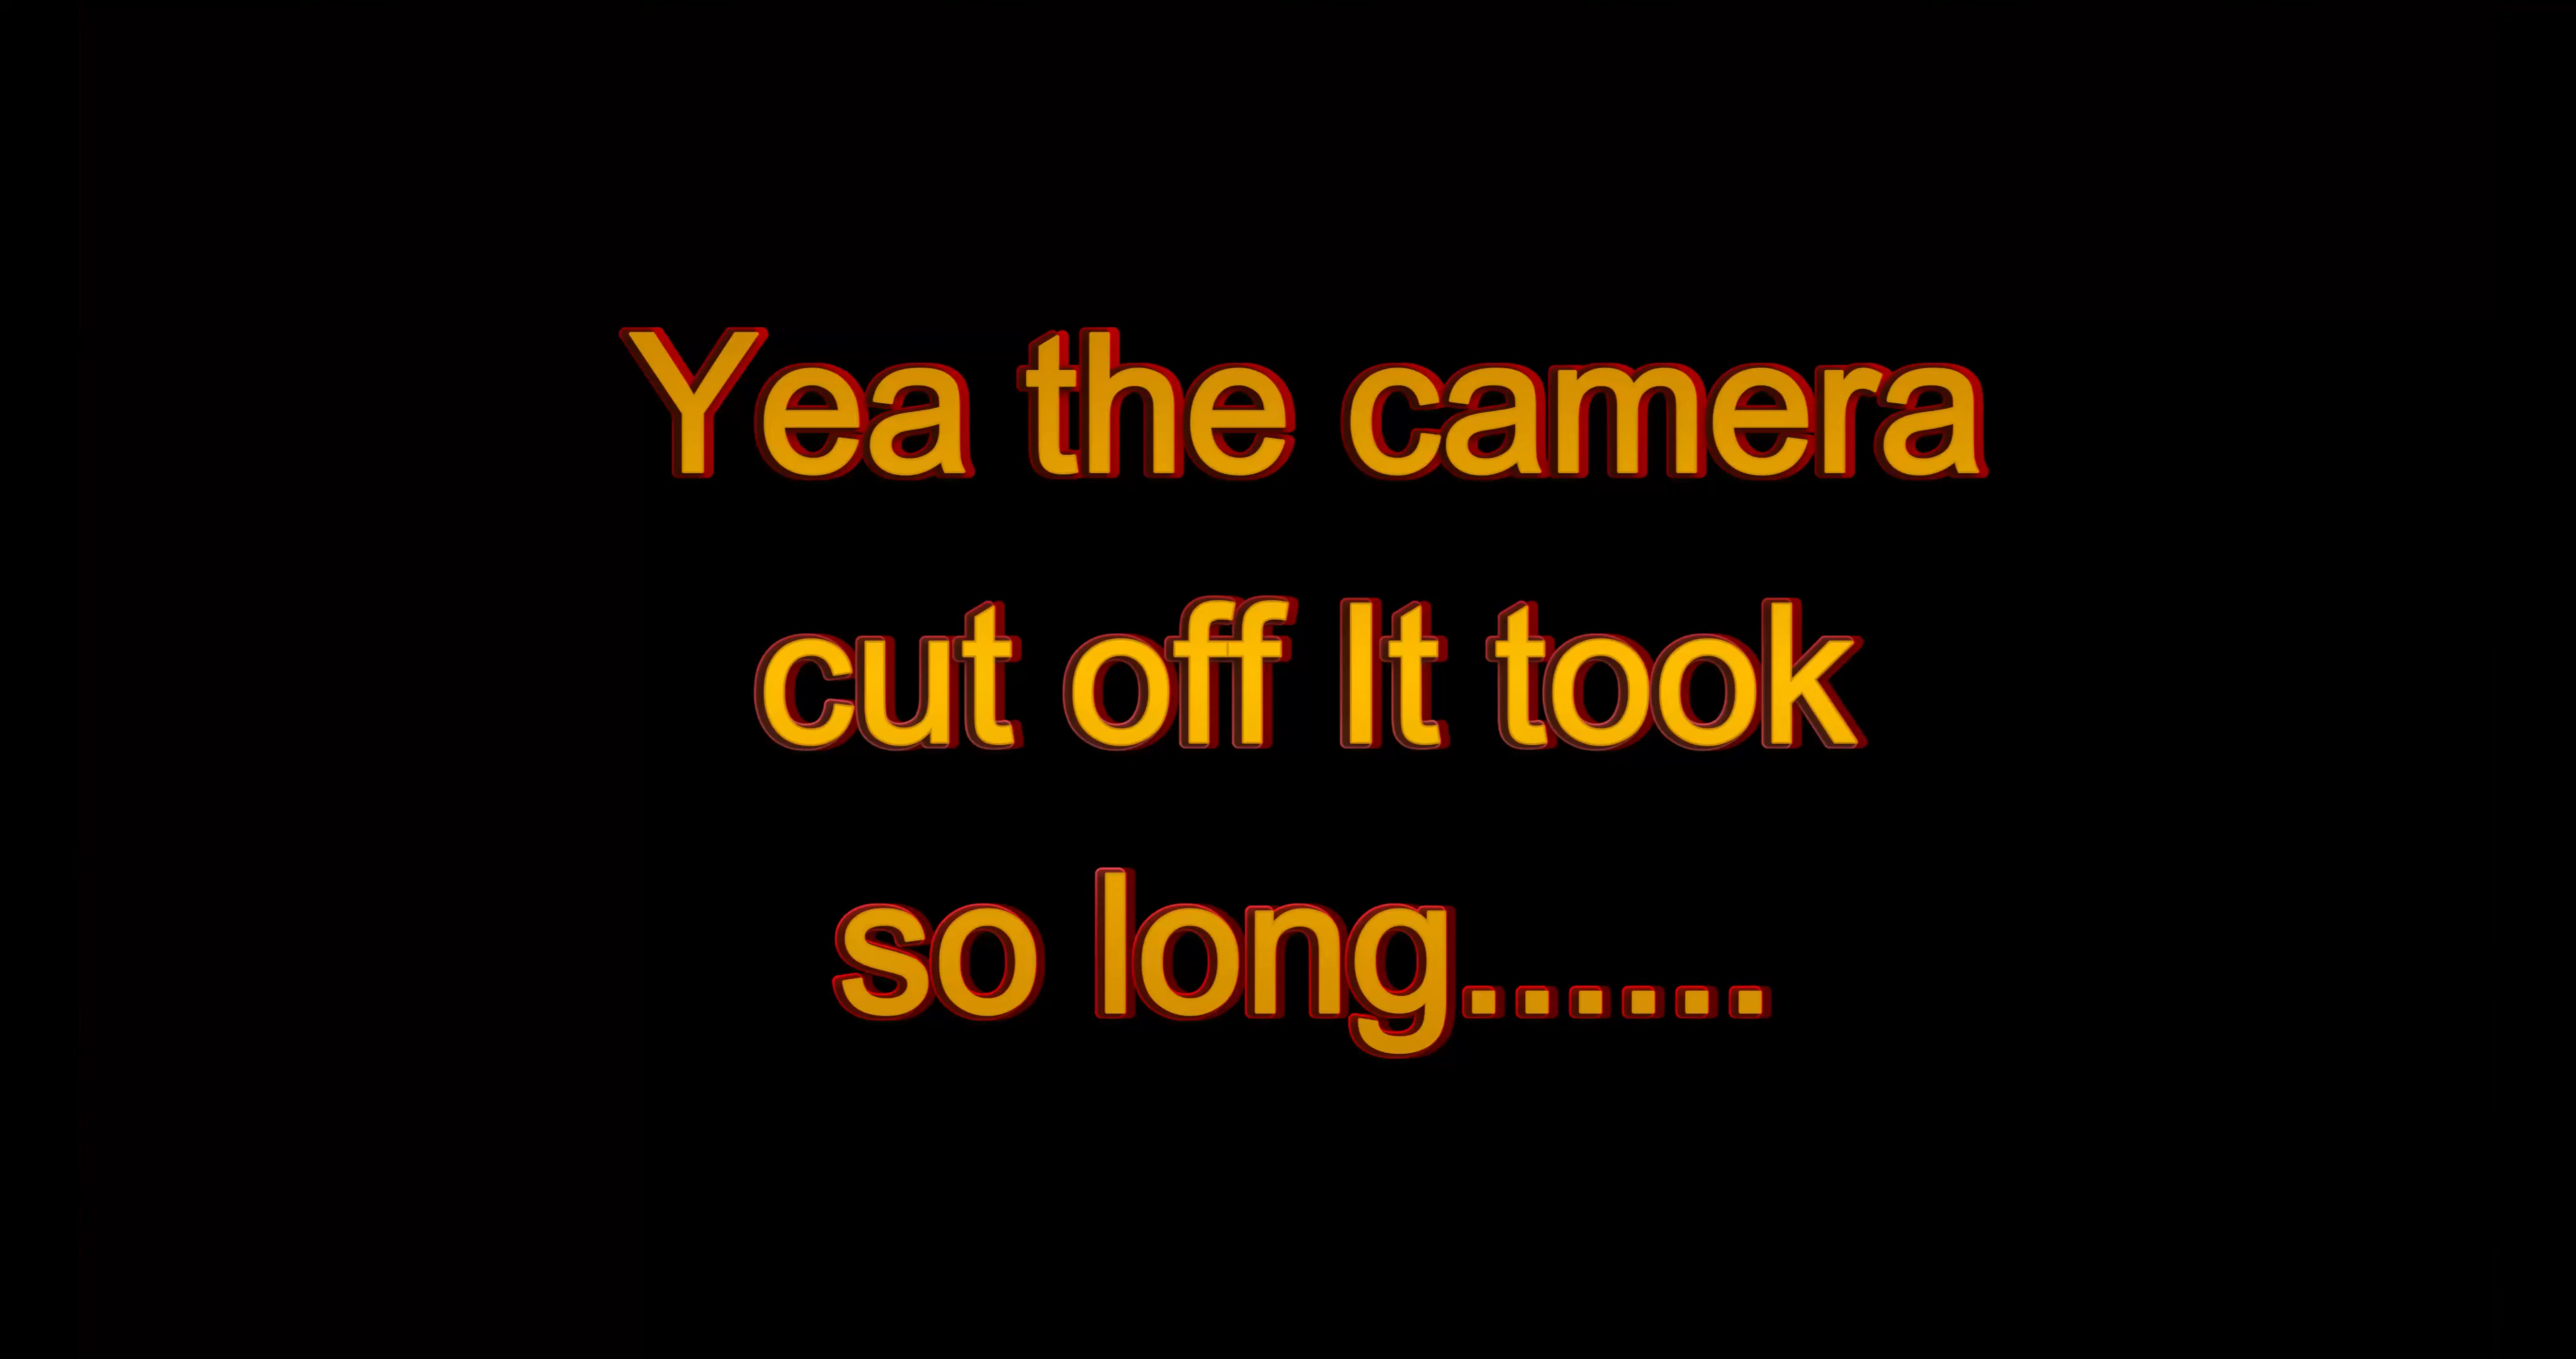 Yea the camera
cut off It took
so long......